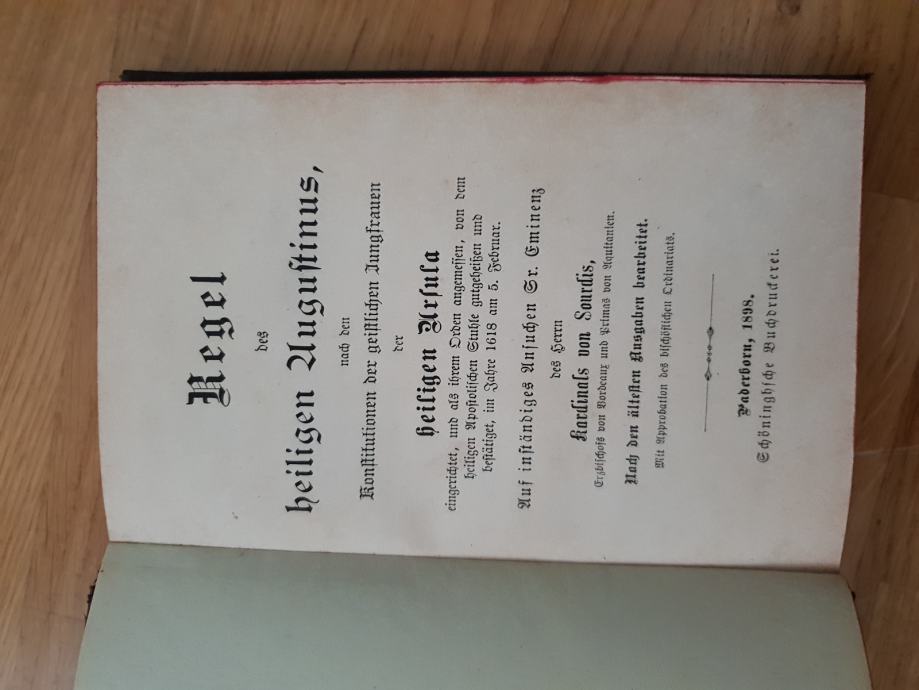 Regel
des
heiligen Augustinus,
nach den
Konstitutionen der geistlichen Jungfrauen
der
heiligen Ursula
eingerichtet, und als ihrem Orden angemessen, von dem
heiligen Apostolischen Stuhle gutgeheißen und
bestätiget, im Jahre 1618 am 5. Februar.
Auf inständiges Ansuchen Sr. Eminenz
des Herrn
Kardinals von Sourdis,
Erzbischofs von Bordeaux und Primas von Aquitanien.
Nach den ältesten Ausgaben bearbeitet.
Mit Approbation des bischöflichen Ordinariats.
Paderborn, 1898.
Schöninghsche Buchdruckerei.